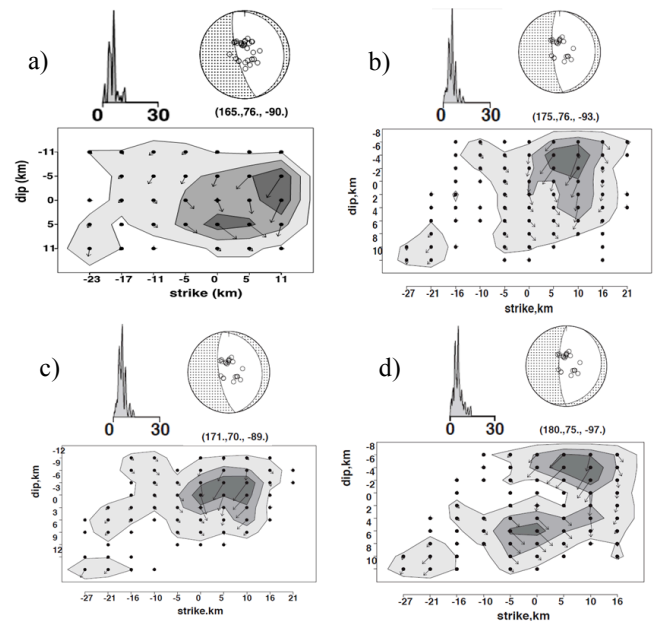 a)
0 30
(165.,76., -90.)
dip (km)
-11
-5
0
5
11
-23 -17 -11 -5 0 5 11
strike (km)
b)
0 30
(175.,76., -93.)
dip,km
-8
-6
-4
-2
0
2
4
6
8
10
-27 -21 -16 -10 -5 0 5 10 16 21
strike,km
c)
0 30
(171.,70., -89.)
dip,km
-12
-9
-6
-3
0
3
6
9
12
-27 -21 -16 -10 -5 0 5 10 16 21
strike.km
d)
0 30
(180.,75., -97.)
dip,km
-8
-6
-4
-2
0
2
4
6
8
10
-27 -21 -16 -10 -5 0 5 10 16
strike,km